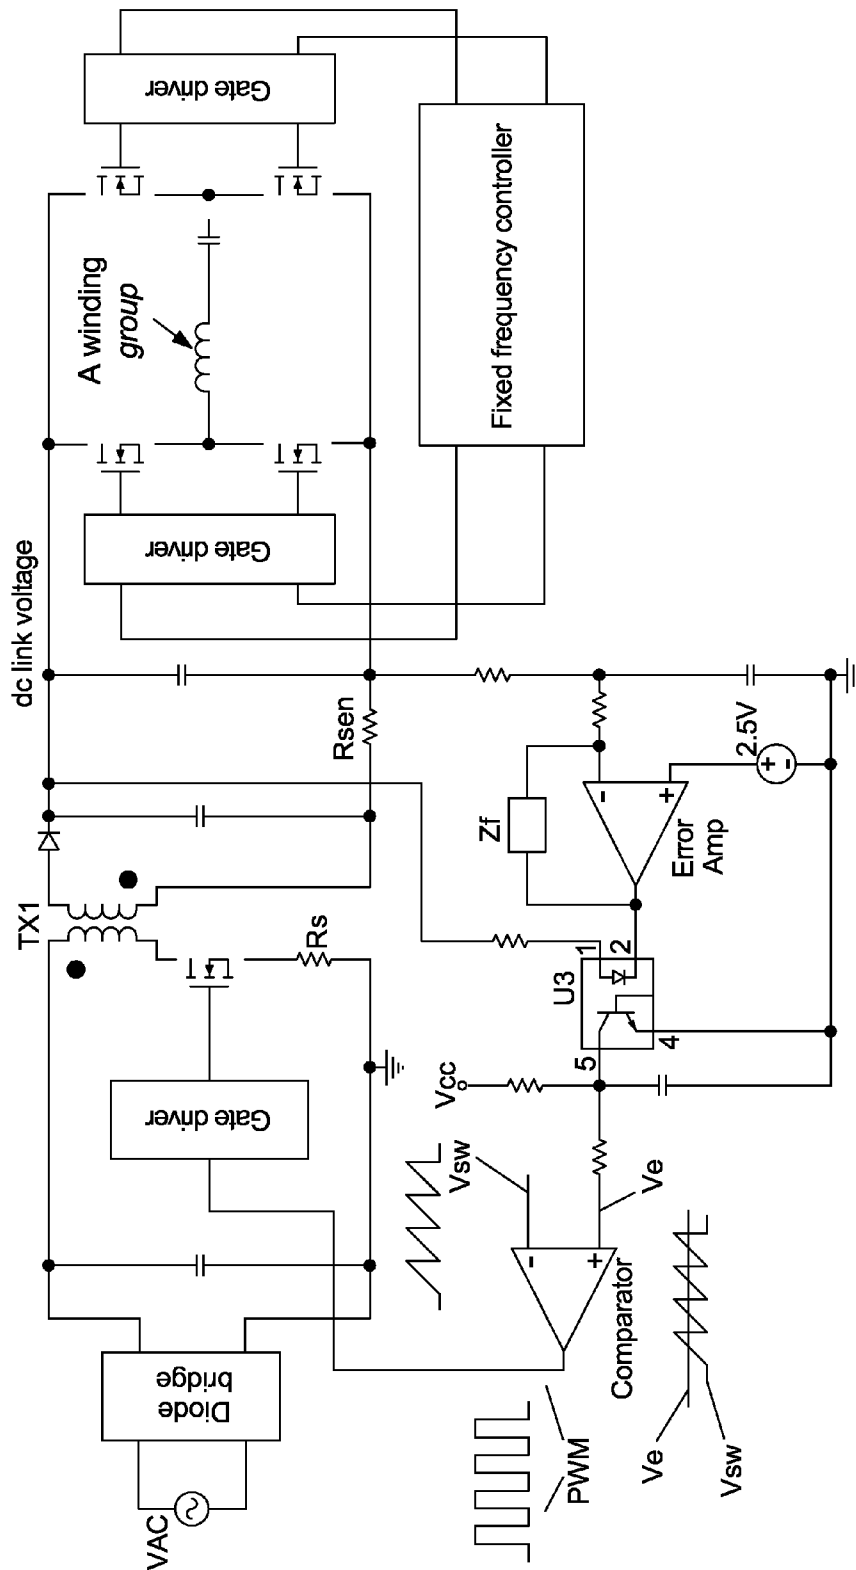 VAC
Diode
bridge
Gate driver
TX1
Rs
dc link voltage
Rsen
Gate driver
A winding
group
Gate driver
Fixed frequency controller
PWM
Comparator
-
+
Vsw
Ve
Ve
Vsw
Vcc
U3
5
4
1
2
Zf
-
+
Error
Amp
2.5V
+
-